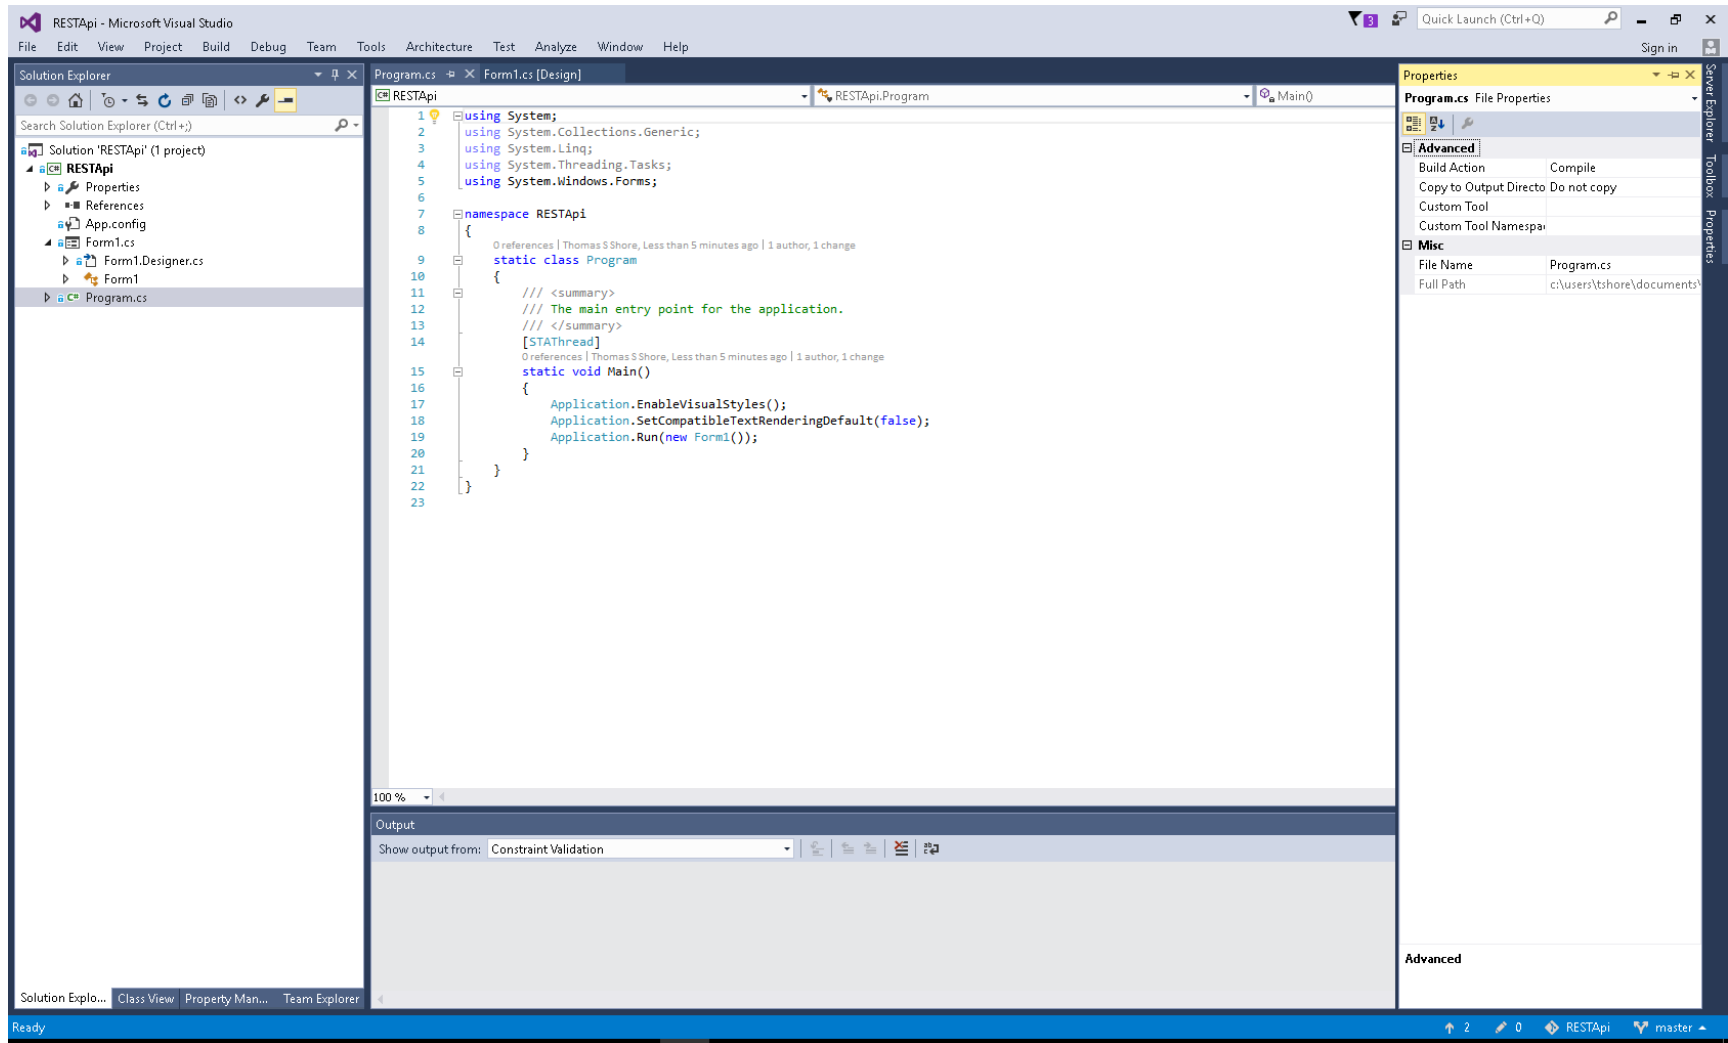 RESTApi - Microsoft Visual Studio
3
Quick Launch (Ctrl+Q)
File Edit View Project Build Debug Team Tools Architecture Test Analyze Window Help
Sign in
Solution Explorer
Search Solution Explorer (Ctrl+;)
Solution 'RESTApi' (1 project)
C# RESTApi
Properties
References
App.config
Form1.cs
Form1.Designer.cs
Form1
C# Program.cs
Solution Explo... Class View Property Man... Team Explorer
Program.cs Form1.cs [Design]
C# RESTApi RESTApi.Program Main()
1 using System;
2 using System.Collections.Generic;
3 using System.Linq;
4 using System.Threading.Tasks;
5 using System.Windows.Forms;
6
7 namespace RESTApi
8 {
0 references | Thomas S Shore, Less than 5 minutes ago | 1 author, 1 change
9 static class Program
10 {
11 /// <summary>
12 /// The main entry point for the application.
13 /// </summary>
14 [STAThread]
0 references | Thomas S Shore, Less than 5 minutes ago | 1 author, 1 change
15 static void Main()
16 {
17 Application.EnableVisualStyles();
18 Application.SetCompatibleTextRenderingDefault(false);
19 Application.Run(new Form1());
20 }
21 }
22 }
23
100 %
Output
Show output from: Constraint Validation
Properties
Program.cs File Properties
Advanced
Build Action Compile
Copy to Output Directo Do not copy
Custom Tool
Custom Tool Namespa
Misc
File Name Program.cs
Full Path c:\users\tshore\documents\
Advanced
Server Explorer
Toolbox
Properties
Ready
2 0 RESTApi master